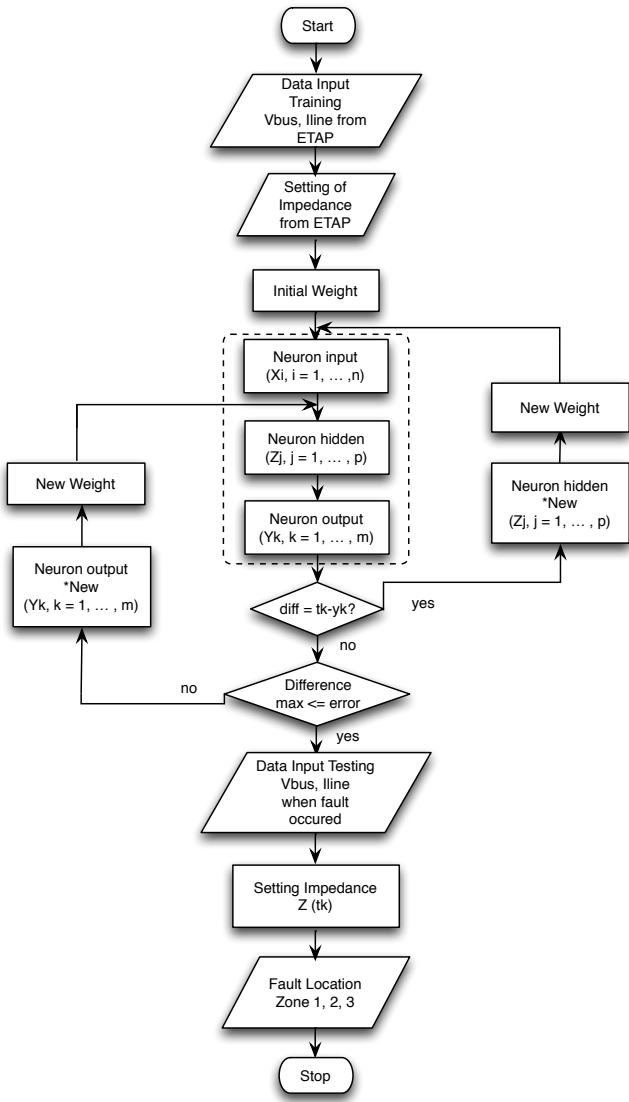 Start
Data Input
Training
Vbus, Iline from
ETAP
Setting of
Impedance
from ETAP
Initial Weight
Neuron input
(Xi, i = 1, ... ,n)
New Weight
Neuron hidden
(Zj, j = 1, ... , p)
New Weight
Neuron hidden
*New
(Zj, j = 1, ... , p)
Neuron output
(Yk, k = 1, ... , m)
Neuron output
*New
(Yk, k = 1, ... , m)
diff = tk-yk?
yes
no
no
Difference
max <= error
yes
Data Input Testing
Vbus, Iline
when fault
occured
Setting Impedance
Z (tk)
Fault Location
Zone 1, 2, 3
Stop